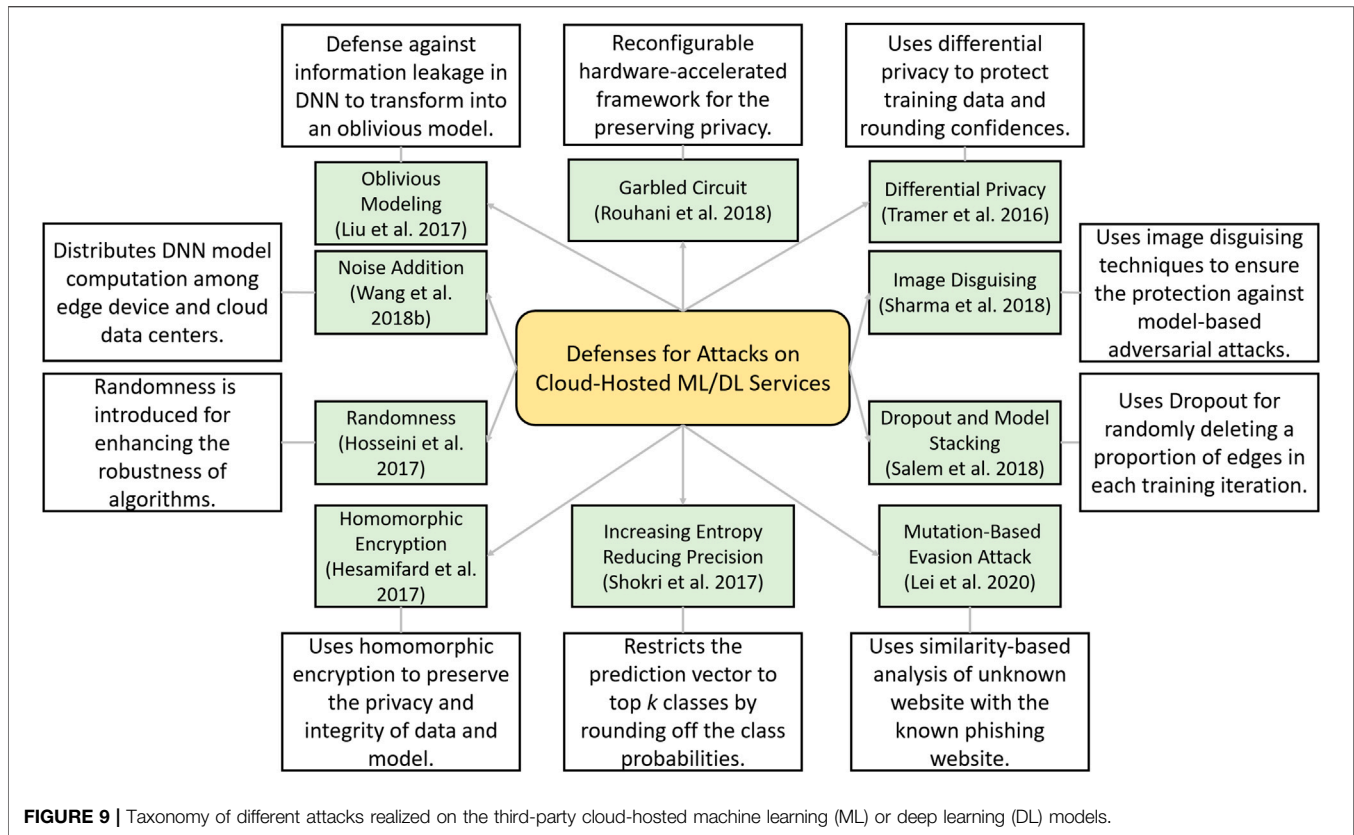 Defense against
information leakage in
DNN to transform into
an oblivious model.
Reconfigurable
hardware-accelerated
framework for the
preserving privacy.
Uses differential
privacy to protect
training data and
rounding confidences.
Oblivious
Modeling
(Liu et al. 2017)
Garbled Circuit
(Rouhani et al. 2018)
Differential Privacy
(Tramer et al. 2016)
Distributes DNN model
computation among
edge device and cloud
data centers.
Noise Addition
(Wang et al.
2018b)
Image Disguising
(Sharma et al. 2018)
Uses image disguising
techniques to ensure
the protection against
model-based
adversarial attacks.
Defenses for Attacks on
Cloud-Hosted ML/DL Services
Randomness is
introduced for
enhancing the
robustness of
algorithms.
Randomness
(Hosseini et al.
2017)
Dropout and Model
Stacking
(Salem et al. 2018)
Uses Dropout for
randomly deleting a
proportion of edges in
each training iteration.
Homomorphic
Encryption
(Hesamifard et al.
2017)
Increasing Entropy
Reducing Precision
(Shokri et al. 2017)
Mutation-Based
Evasion Attack
(Lei et al. 2020)
Uses homomorphic
encryption to preserve
the privacy and
integrity of data and
model.
Restricts the
prediction vector to
top k classes by
rounding off the class
probabilities.
Uses similarity-based
analysis of unknown
website with the
known phishing
website.
FIGURE 9 | Taxonomy of different attacks realized on the third-party cloud-hosted machine learning (ML) or deep learning (DL) models.